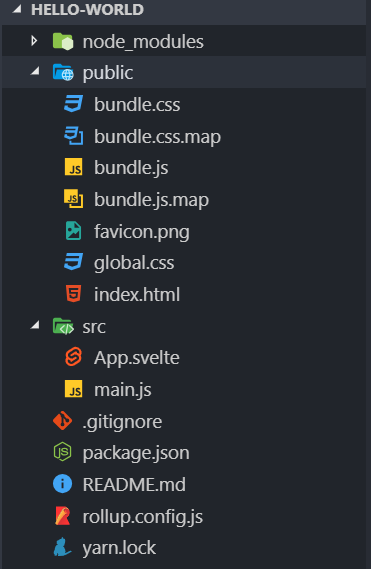 HELLO-WORLD
node_modules
public
bundle.css
bundle.css.map
bundle.js
bundle.js.map
favicon.png
global.css
index.html
src
App.svelte
main.js
.gitignore
package.json
README.md
rollup.config.js
yarn.lock